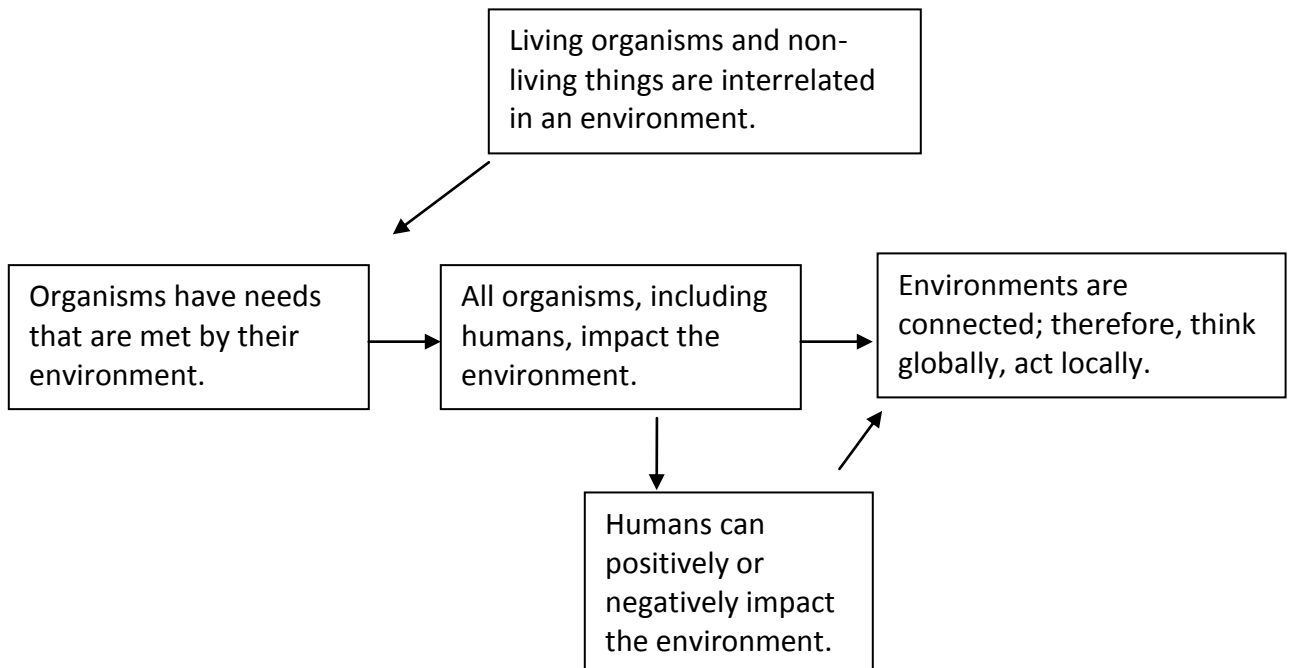 Living organisms and non-
living things are interrelated
in an environment.
Organisms have needs
that are met by their
environment.
All organisms, including
humans, impact the
environment.
Environments are
connected; therefore, think
globally, act locally.
Humans can
positively or
negatively impact
the environment.